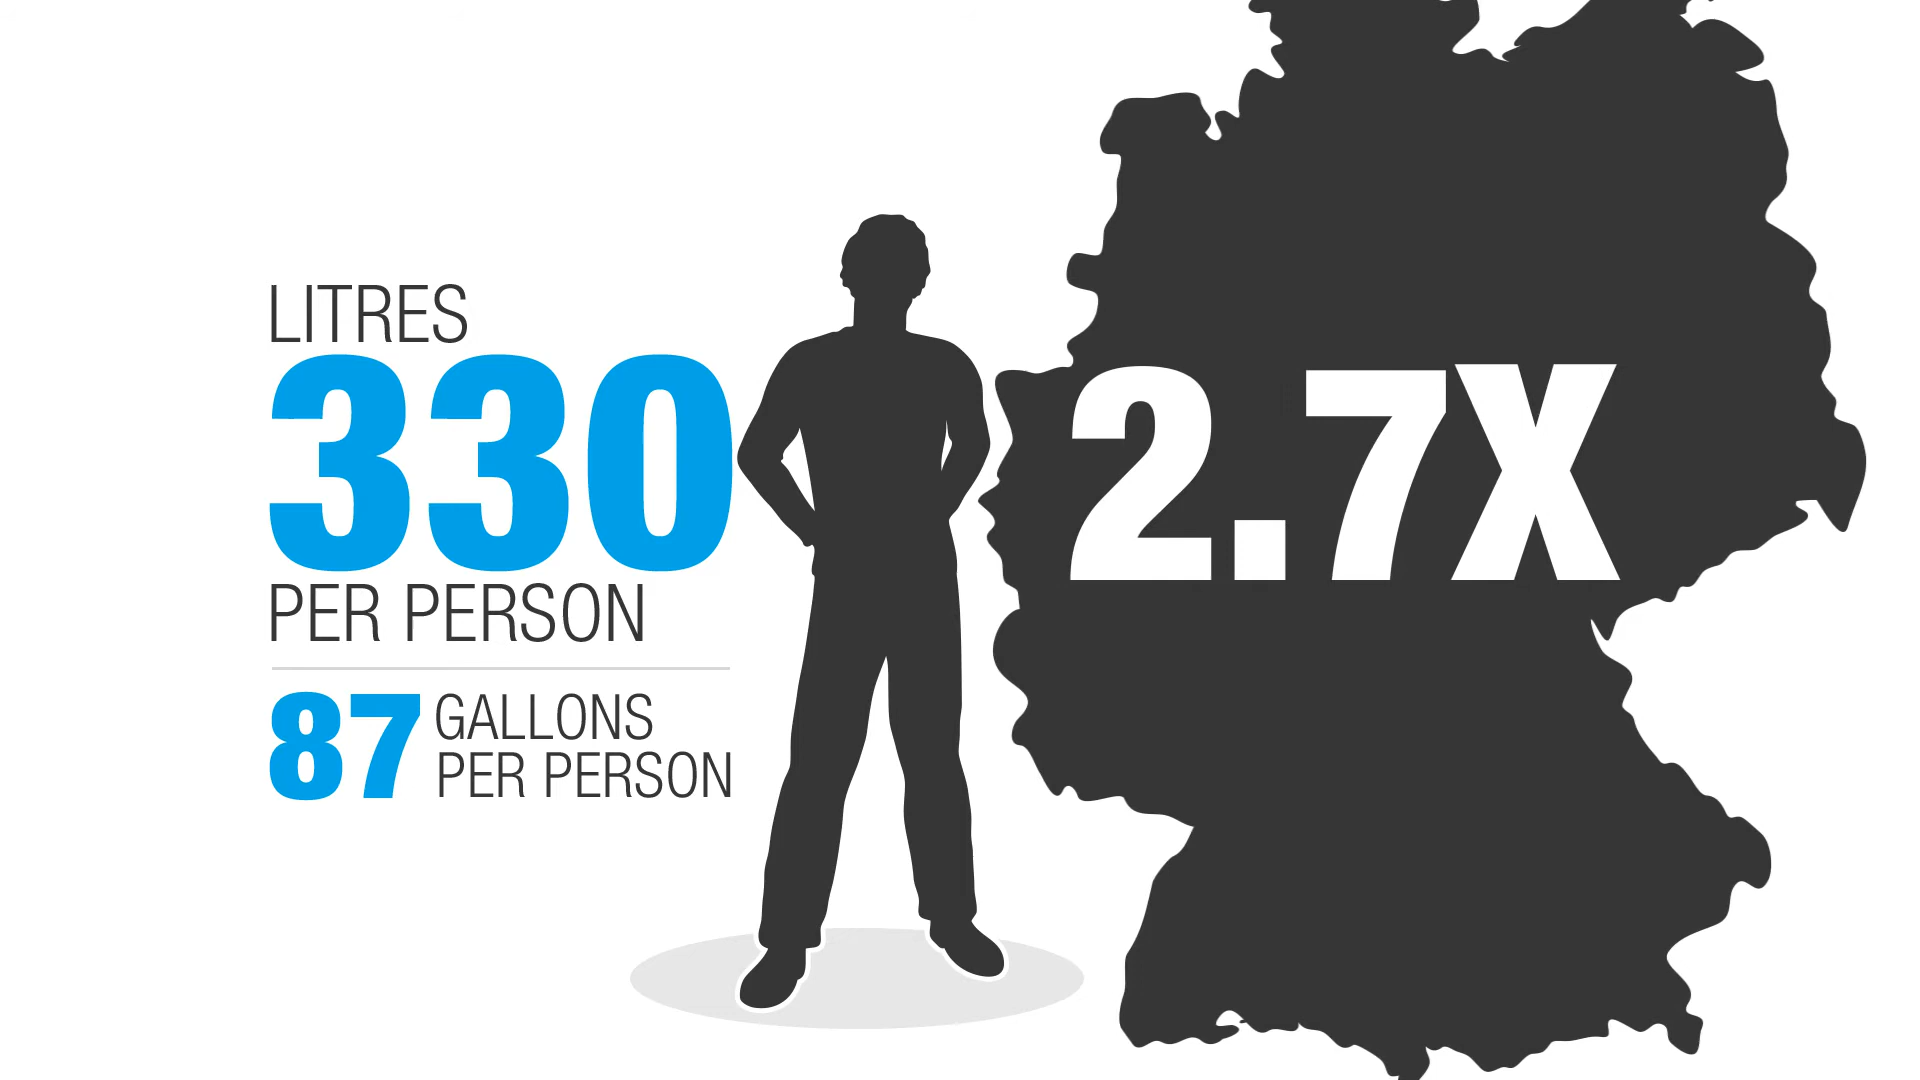 LITRES
330
PER PERSON
87 GALLONS
PER PERSON
2.7X